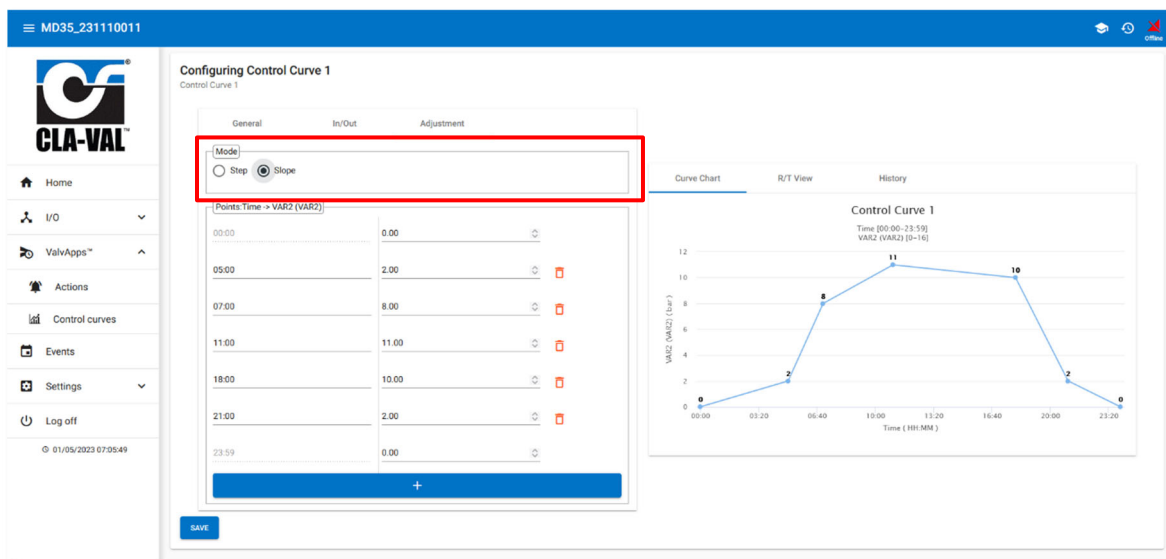 MD35_231110011
Offline
CLA-VAL™
Home
I/O
ValvApps™
Actions
Control curves
Events
Settings
Log off
01/05/2023 07:05:49
Configuring Control Curve 1
Control Curve 1
General In/Out Adjustment
Mode
Step Slope
Points:Time -> VAR2 (VAR2)
00:00 0.00
05:00 2.00
07:00 8.00
11:00 11.00
18:00 10.00
21:00 2.00
23:59 0.00
+
SAVE
Curve Chart R/T View History
Control Curve 1
Time [00:00-23:59]
VAR2 (VAR2) [0-16]
VAR2 (VAR2) ( bar )
12
10
8
6
4
2
0
0
2
8
11
10
2
0
00:00 03:20 06:40 10:00 13:20 16:40 20:00 23:20
Time ( HH:MM )